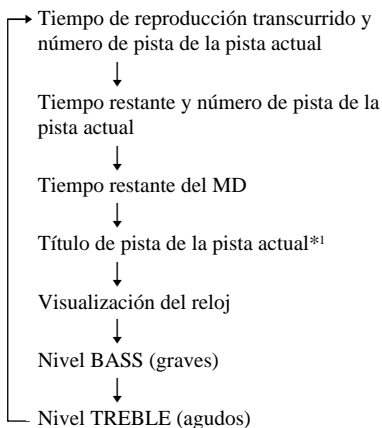 Tiempo de reproducción transcurrido y
número de pista de la pista actual
Tiempo restante y número de pista de la
pista actual
Tiempo restante del MD
Título de pista de la pista actual*1
Visualización del reloj
Nivel BASS (graves)
Nivel TREBLE (agudos)